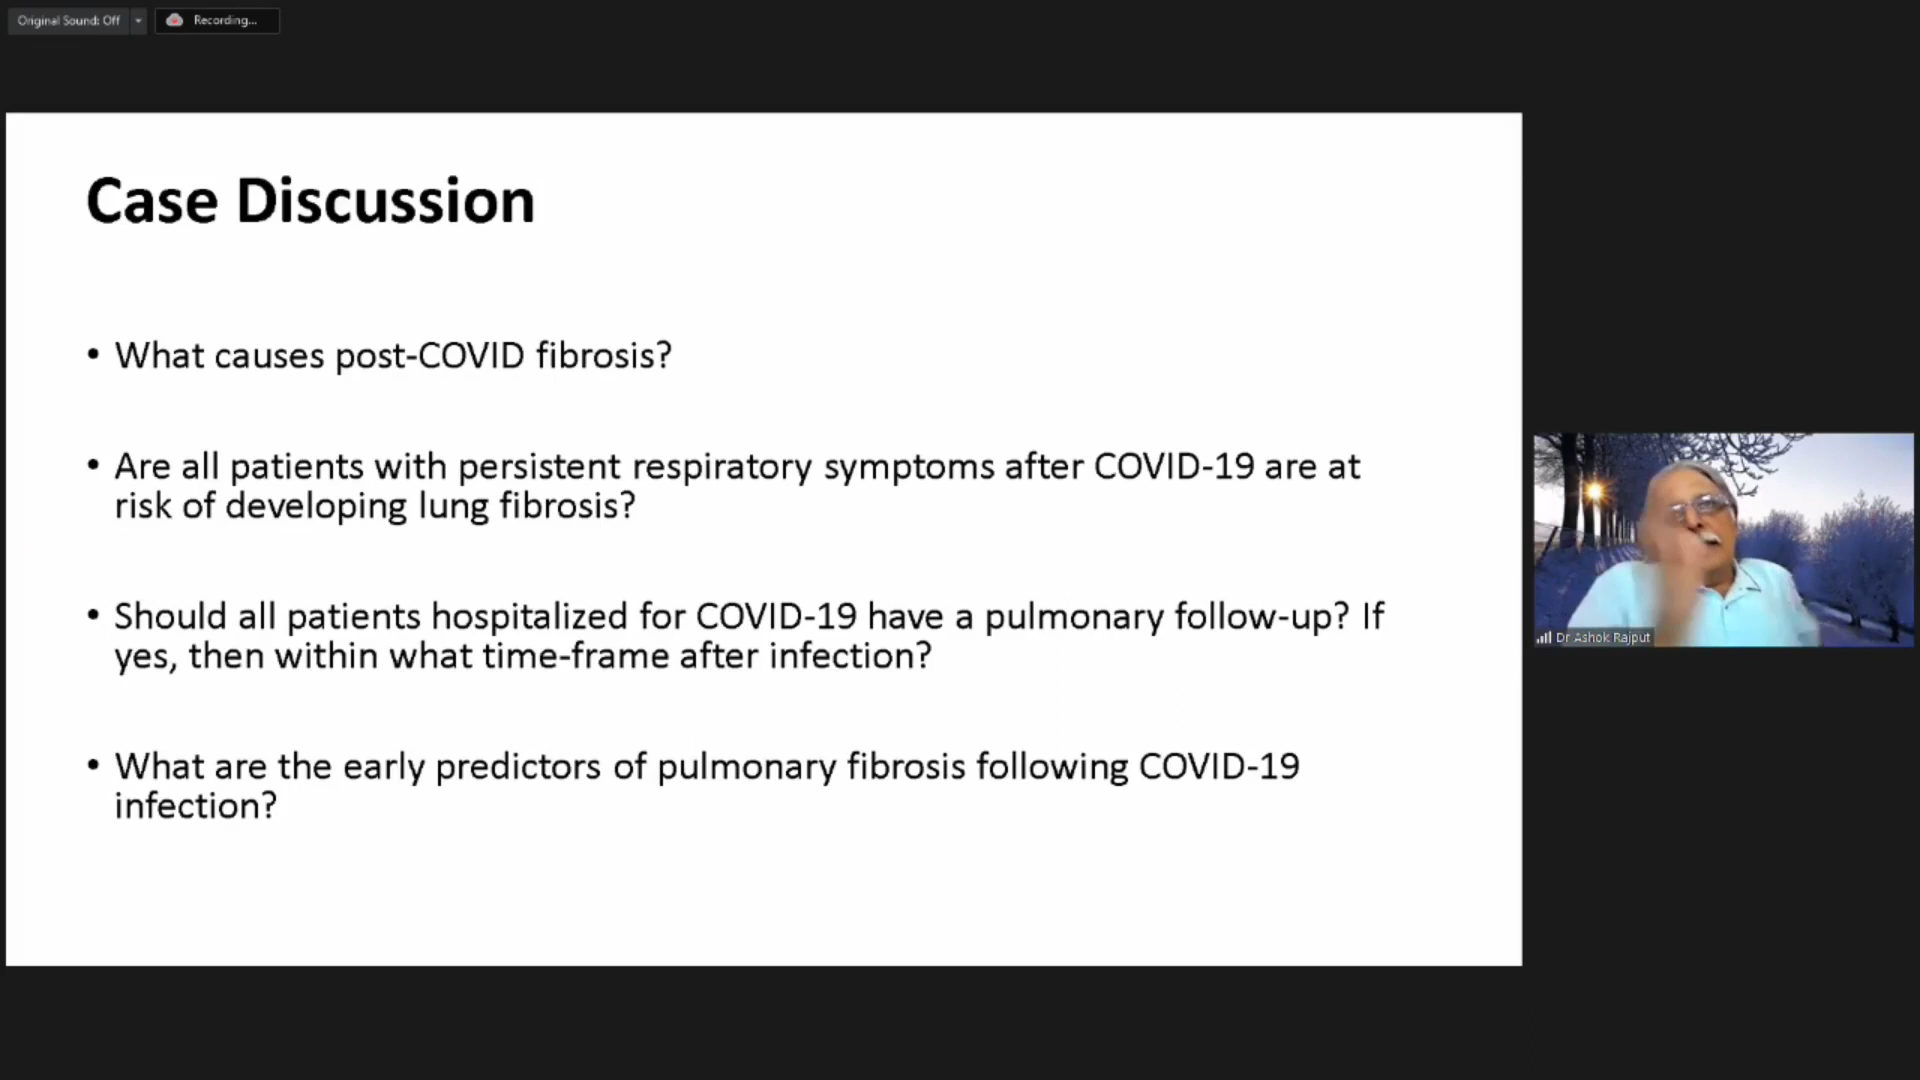 Original Sound: Off
Recording...
Case Discussion
• What causes post-COVID fibrosis?
• Are all patients with persistent respiratory symptoms after COVID-19 are at
risk of developing lung fibrosis?
• Should all patients hospitalized for COVID-19 have a pulmonary follow-up? If
yes, then within what time-frame after infection?
• What are the early predictors of pulmonary fibrosis following COVID-19
infection?
Dr Ashok Rajput